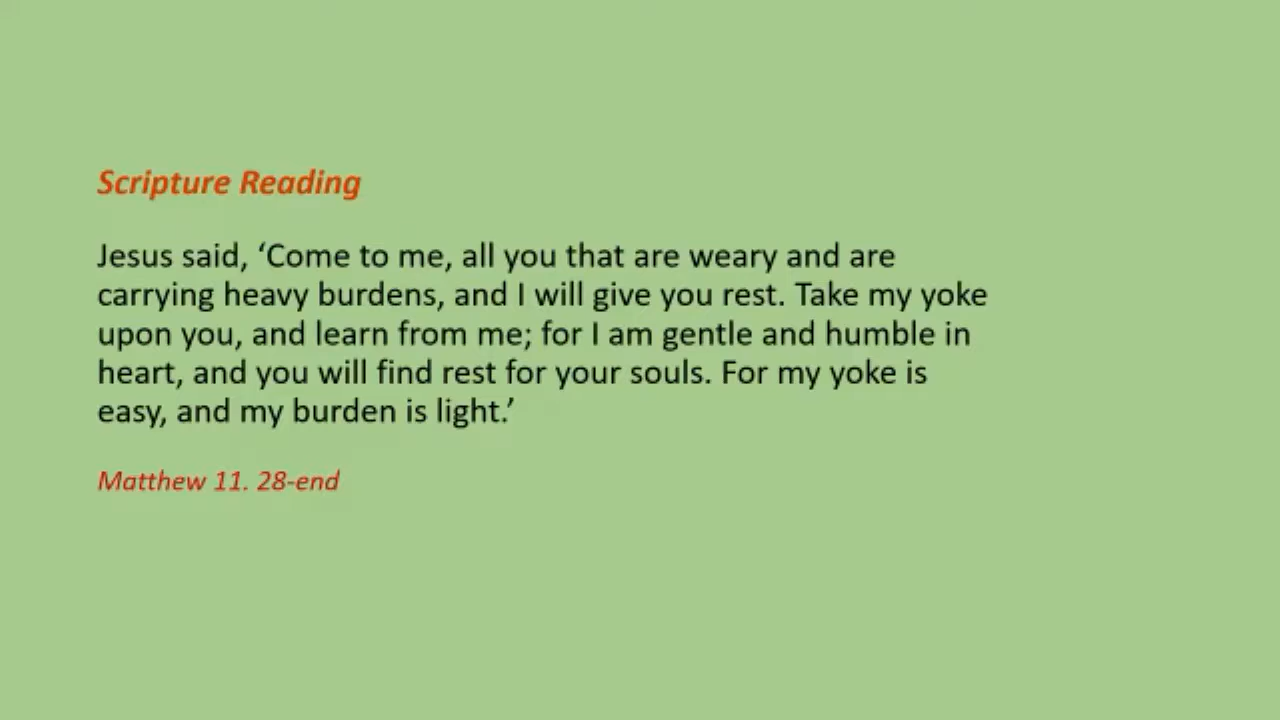 Scripture Reading
Jesus said, ‘Come to me, all you that are weary and are
carrying heavy burdens, and I will give you rest. Take my yoke
upon you, and learn from me; for I am gentle and humble in
heart, and you will find rest for your souls. For my yoke is
easy, and my burden is light.’
Matthew 11. 28-end